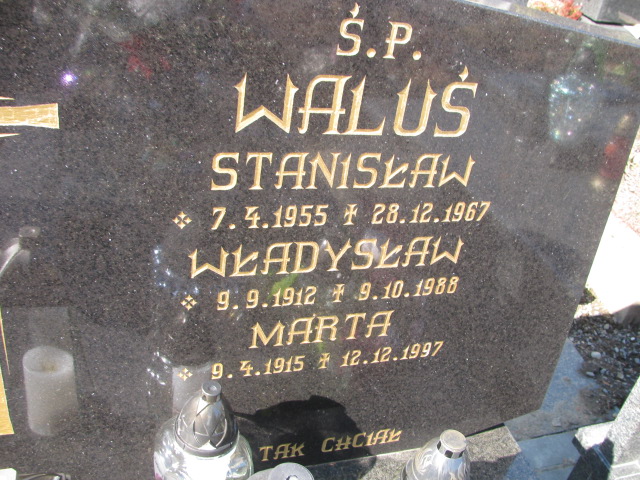 Ś.P.
WALUŚ
STANISŁAW
7.4.1955 ✝ 28.12.1967
WŁADYSŁAW
9.9.1912 ✝ 9.10.1988
MARTA
9.4.1915 ✝ 12.12.1997
TAK CHCIAŁ